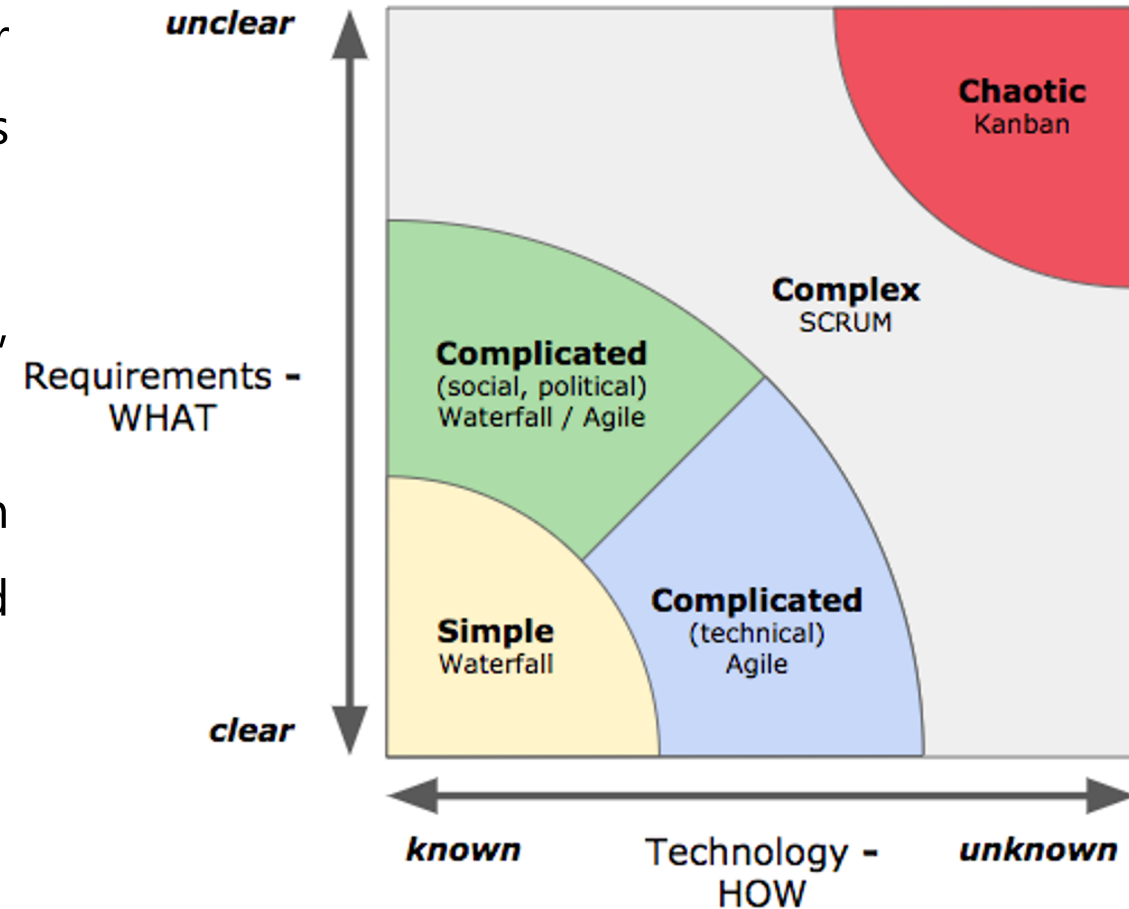 unclear
Chaotic
Kanban
Complex
SCRUM
Complicated
(social, political)
Waterfall / Agile
Requirements -
WHAT
Complicated
(technical)
Agile
Simple
Waterfall
clear
known
Technology -
HOW
unknown